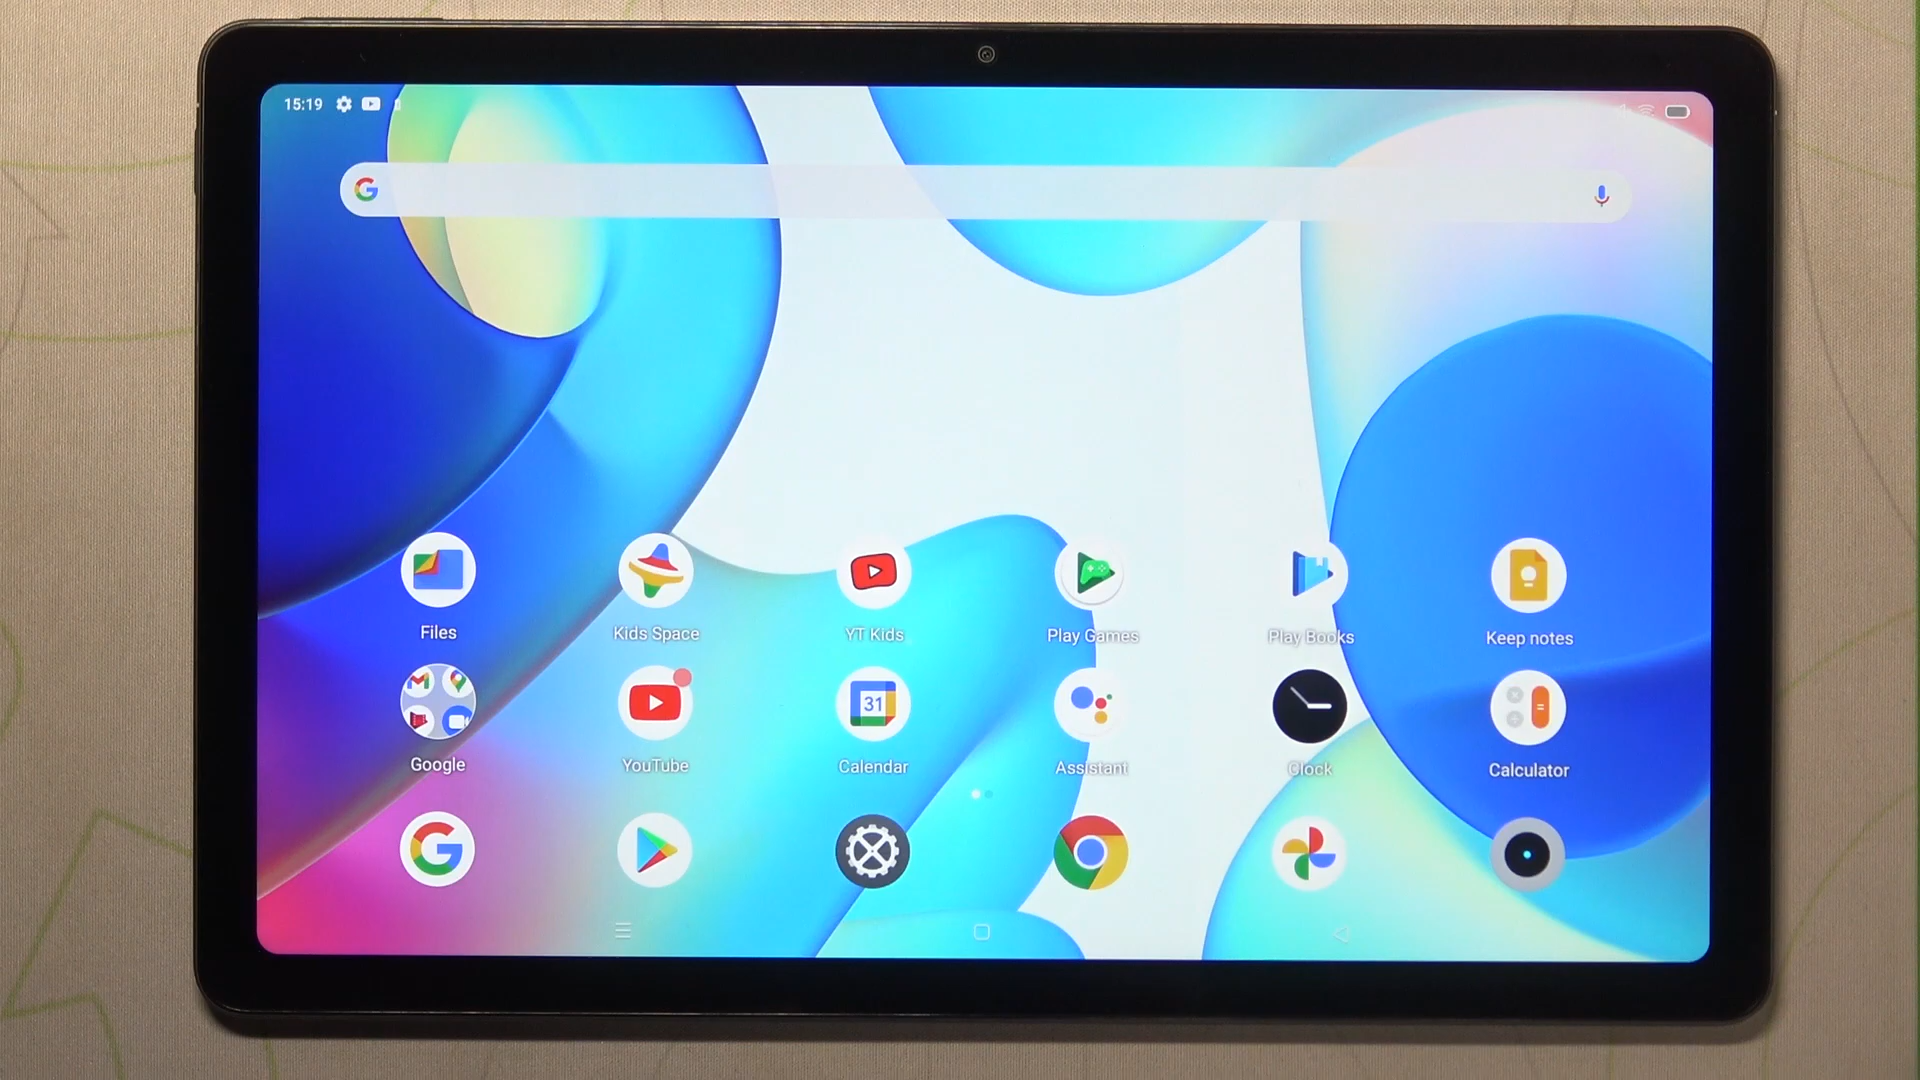 15:19
G
Files Kids Space YT Kids Play Games Play Books Keep notes
31
Google YouTube Calendar Assistant Clock Calculator
G